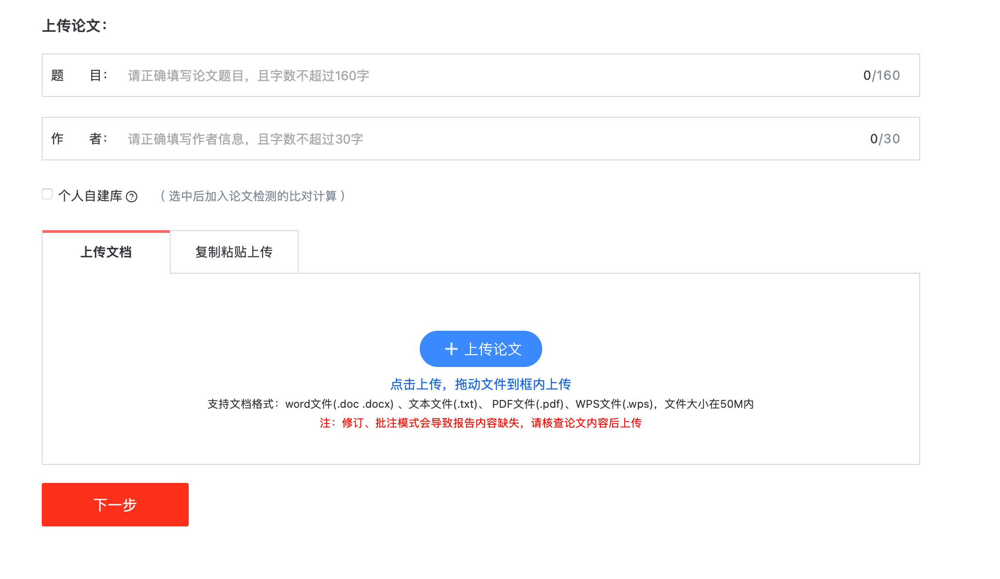 上传论文：
题 目： 请正确填写论文题目，且字数不超过160字 0/160
作 者： 请正确填写作者信息，且字数不超过30字 0/30
个人自建库? （选中后加入论文检测的比对计算）
上传文档 复制粘贴上传
+ 上传论文
点击上传，拖动文件到框内上传
支持文档格式：word文件(.doc .docx) 、文本文件(.txt)、 PDF文件(.pdf)、WPS文件(.wps)，文件大小在50M内
注：修订、批注模式会导致报告内容缺失，请核查论文内容后上传
下一步